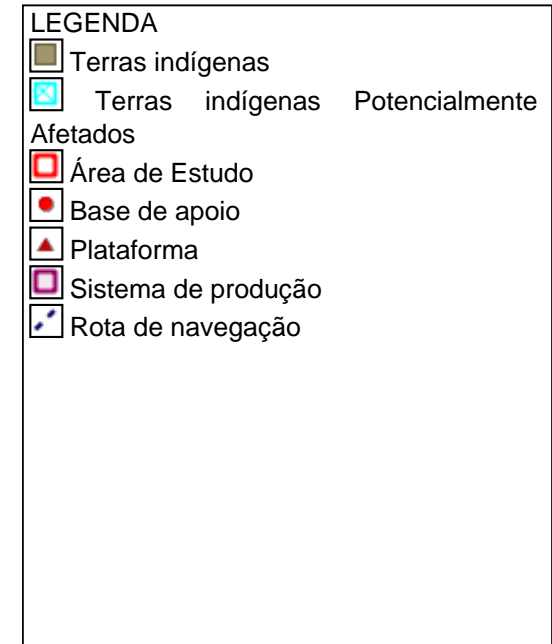 LEGENDA
Terras indígenas
Terras indígenas Potencialmente
Afetados
Área de Estudo
Base de apoio
Plataforma
Sistema de produção
Rota de navegação